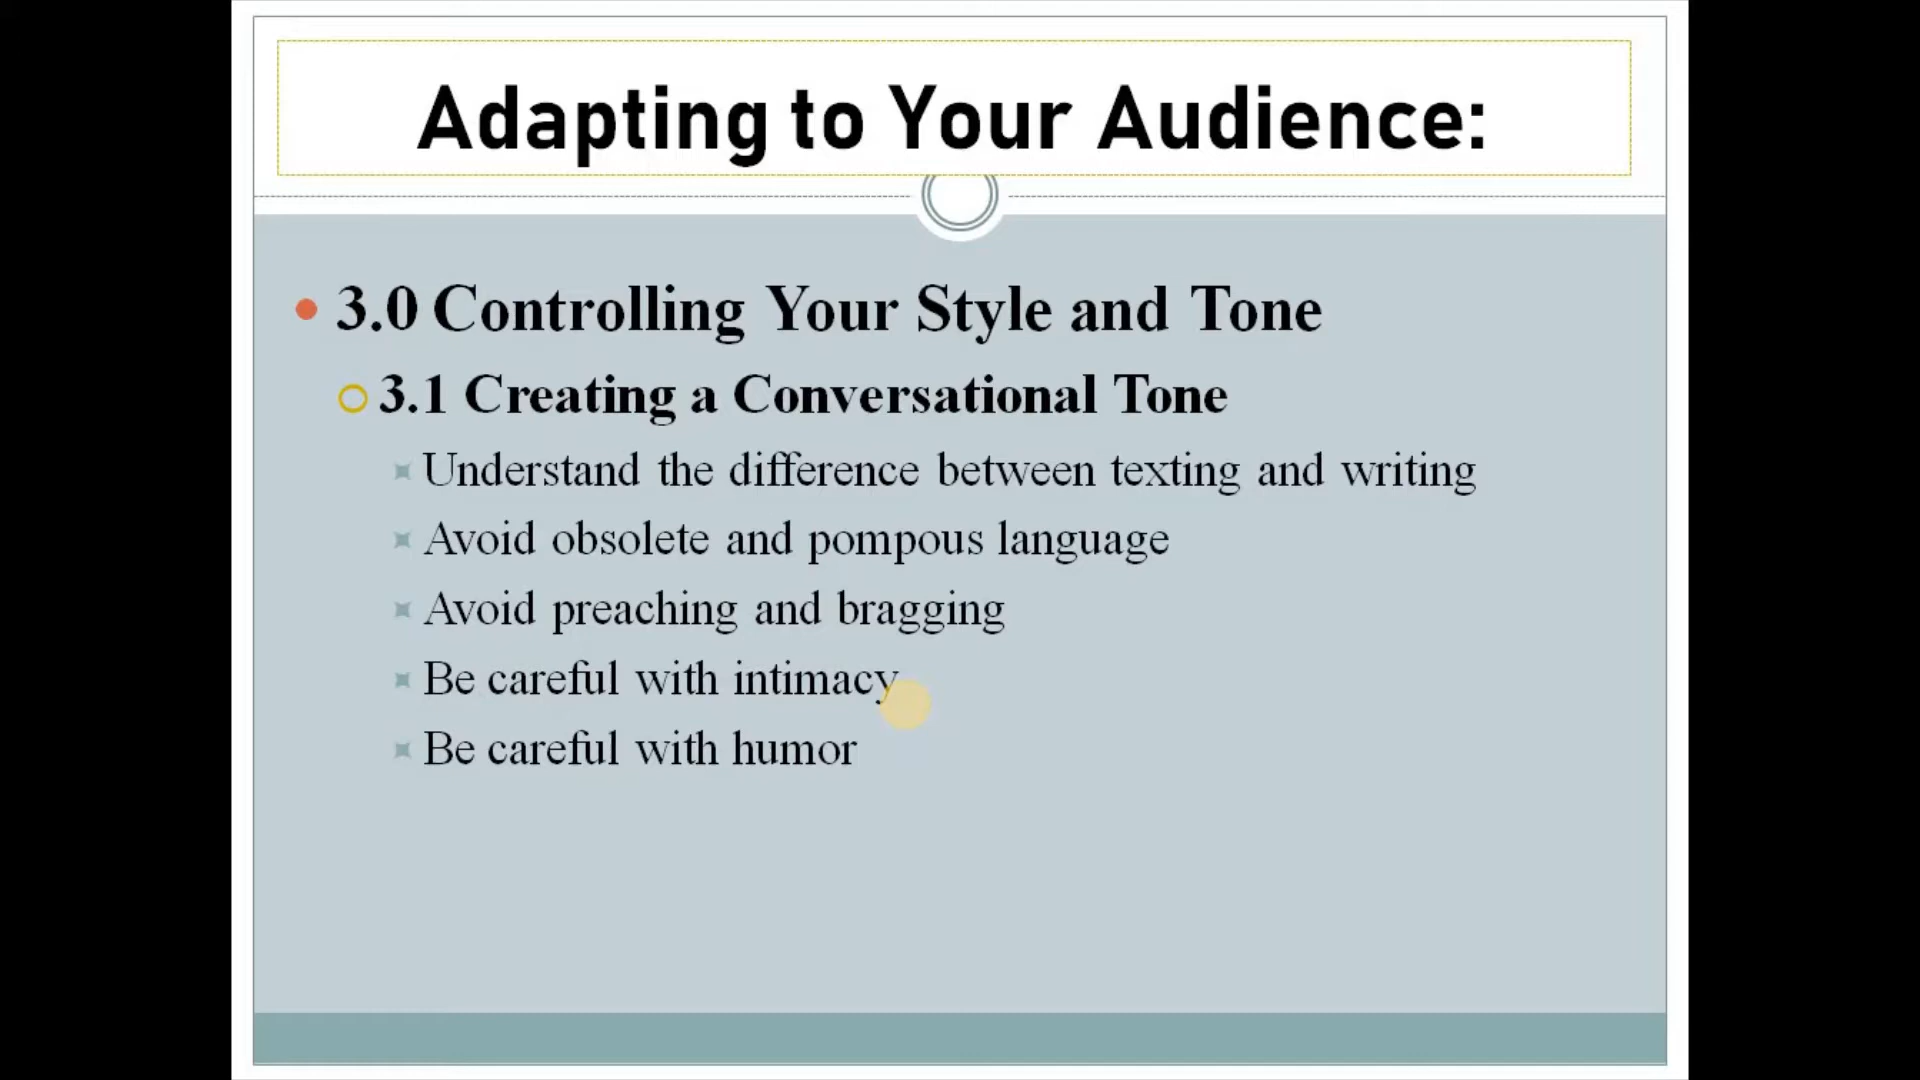 Adapting to Your Audience:
3.0 Controlling Your Style and Tone
3.1 Creating a Conversational Tone
Understand the difference between texting and writing
Avoid obsolete and pompous language
Avoid preaching and bragging
Be careful with intimacy
Be careful with humor